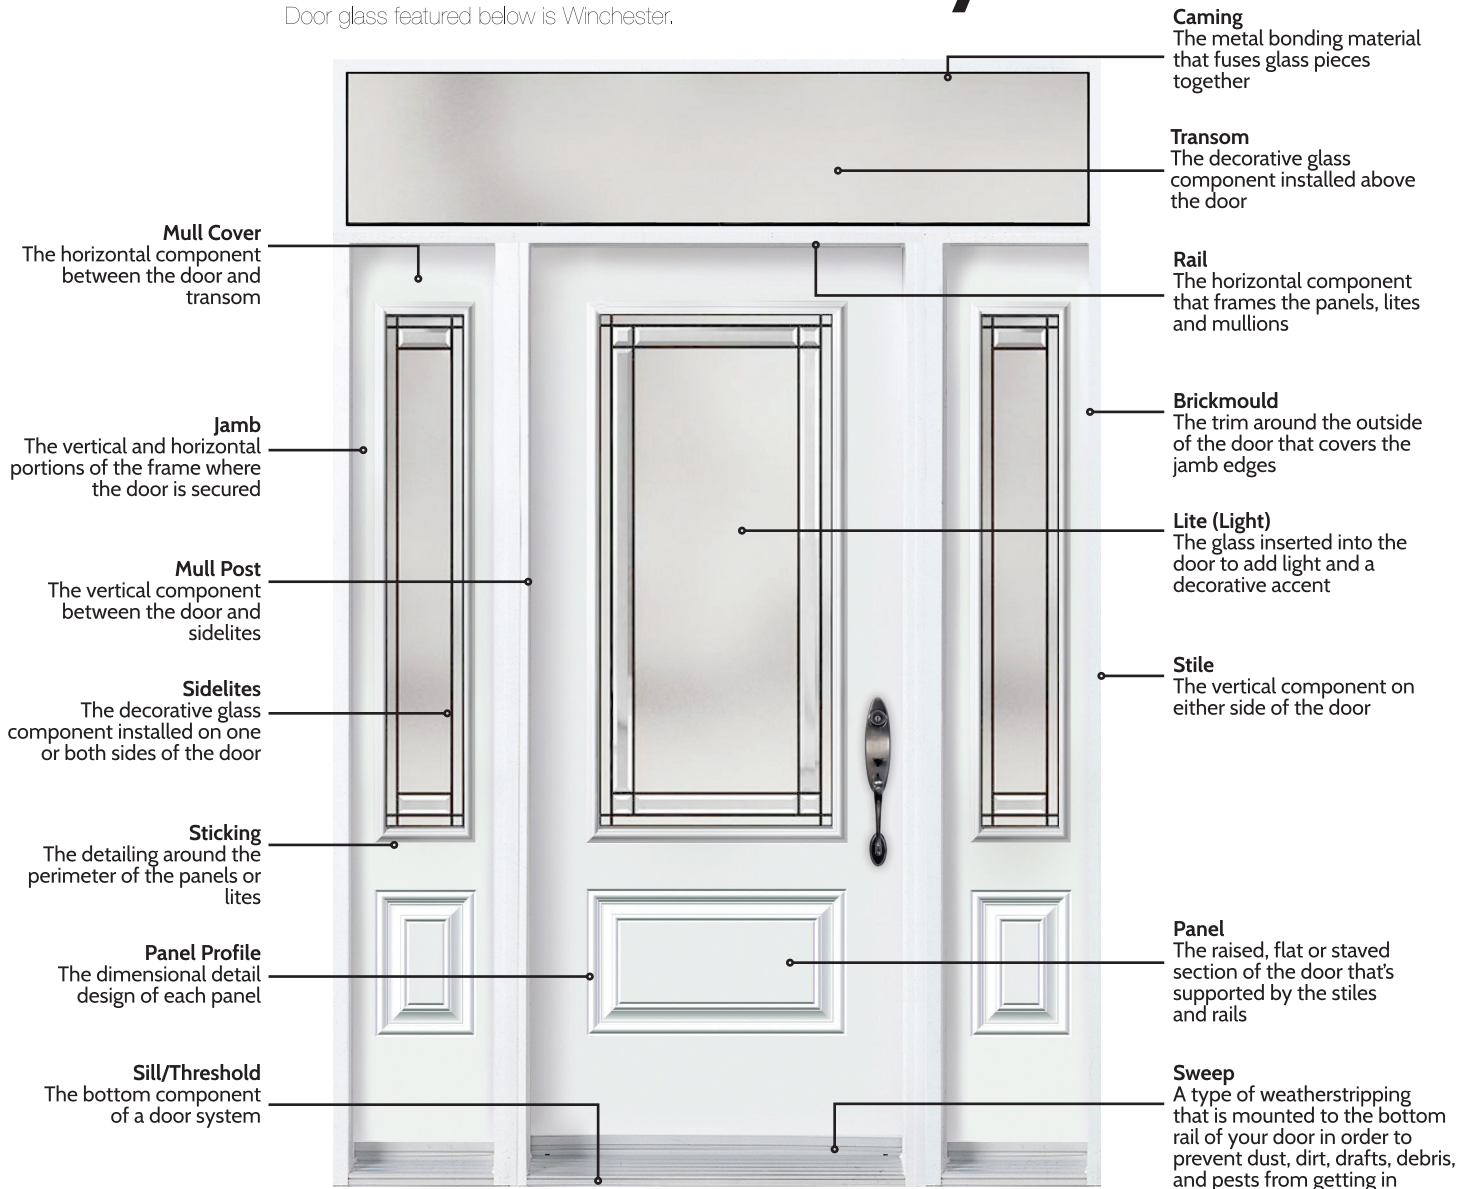 Door glass featured below is Winchester.
Caming
The metal bonding material
that fuses glass pieces
together
Transom
The decorative glass
component installed above
the door
Mull Cover
The horizontal component
between the door and
transom
Rail
The horizontal component
that frames the panels, lites
and mullions
Jamb
The vertical and horizontal
portions of the frame where
the door is secured
Brickmould
The trim around the outside
of the door that covers the
jamb edges
Lite (Light)
The glass inserted into the
door to add light and a
decorative accent
Mull Post
The vertical component
between the door and
sidelites
Stile
The vertical component on
either side of the door
Sidelites
The decorative glass
component installed on one
or both sides of the door
Sticking
The detailing around the
perimeter of the panels or
lites
Panel Profile
The dimensional detail
design of each panel
Panel
The raised, flat or staved
section of the door that's
supported by the stiles
and rails
Sill/Threshold
The bottom component
of a door system
Sweep
A type of weatherstripping
that is mounted to the bottom
rail of your door in order to
prevent dust, dirt, drafts, debris,
and pests from getting in